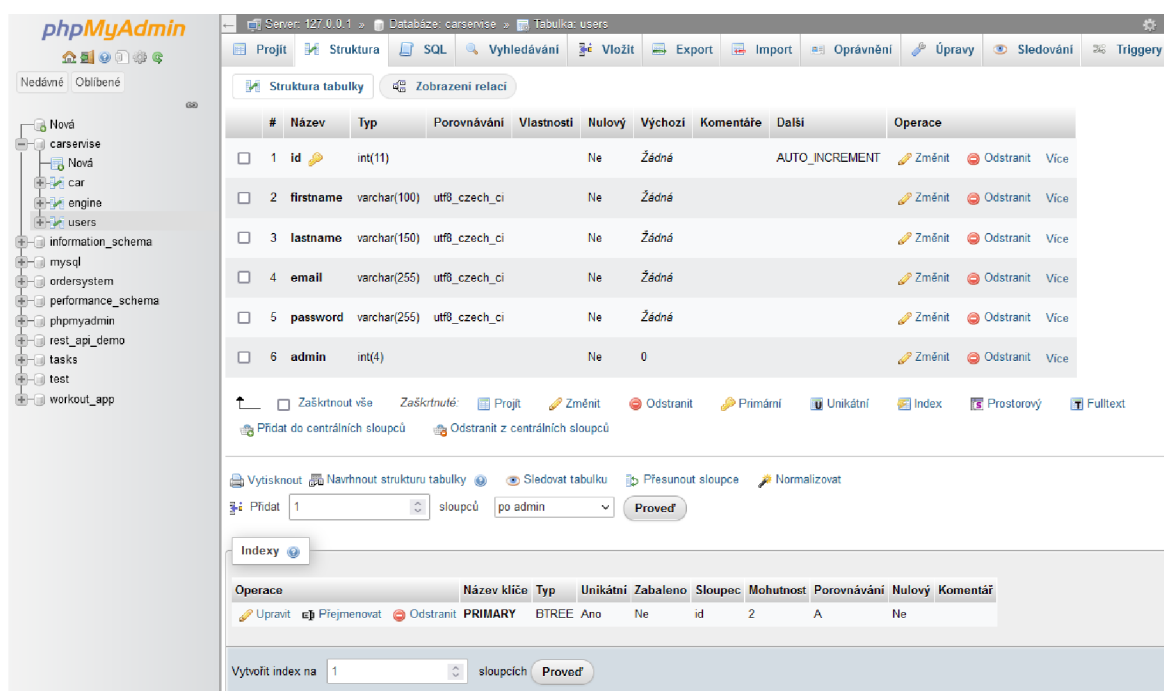 phpMyAdmin
Nedávné Oblíbené
Nová
carservise
Nová
car
engine
users
information_schema
mysql
ordersystem
performance_schema
phpmyadmin
rest_api_demo
tasks
test
workout_app
Server: 127.0.0.1 » Databáze: carservise » Tabulka: users
Projít Struktura SQL Vyhledávání Vložit Export Import Oprávnění Úpravy Sledování Triggery
Struktura tabulky Zobrazení relací
# Název Typ Porovnávání Vlastnosti Nulový Výchozí Komentáře Další Operace
1 id int(11) Ne Žádná AUTO_INCREMENT Změnit Odstranit Více
2 firstname varchar(100) utf8_czech_ci Ne Žádná Změnit Odstranit Více
3 lastname varchar(150) utf8_czech_ci Ne Žádná Změnit Odstranit Více
4 email varchar(255) utf8_czech_ci Ne Žádná Změnit Odstranit Více
5 password varchar(255) utf8_czech_ci Ne Žádná Změnit Odstranit Více
6 admin int(4) Ne 0 Změnit Odstranit Více
Zaškrtnout vše Zaškrtnuté: Projít Změnit Odstranit Primární Unikátní Index Prostorový Fulltext
Přidat do centrálních sloupců Odstranit z centrálních sloupců
Vytisknout Navrhnout strukturu tabulky Sledovat tabulku Přesunout sloupce Normalizovat
Přidat 1 sloupců po admin Proveď
Indexy
Operace Název klíče Typ Unikátní Zabaleno Sloupec Mohutnost Porovnávání Nulový Komentář
Upravit Přejmenovat Odstranit PRIMARY BTREE Ano Ne id 2 A Ne
Vytvořit index na 1 sloupcích Proveď